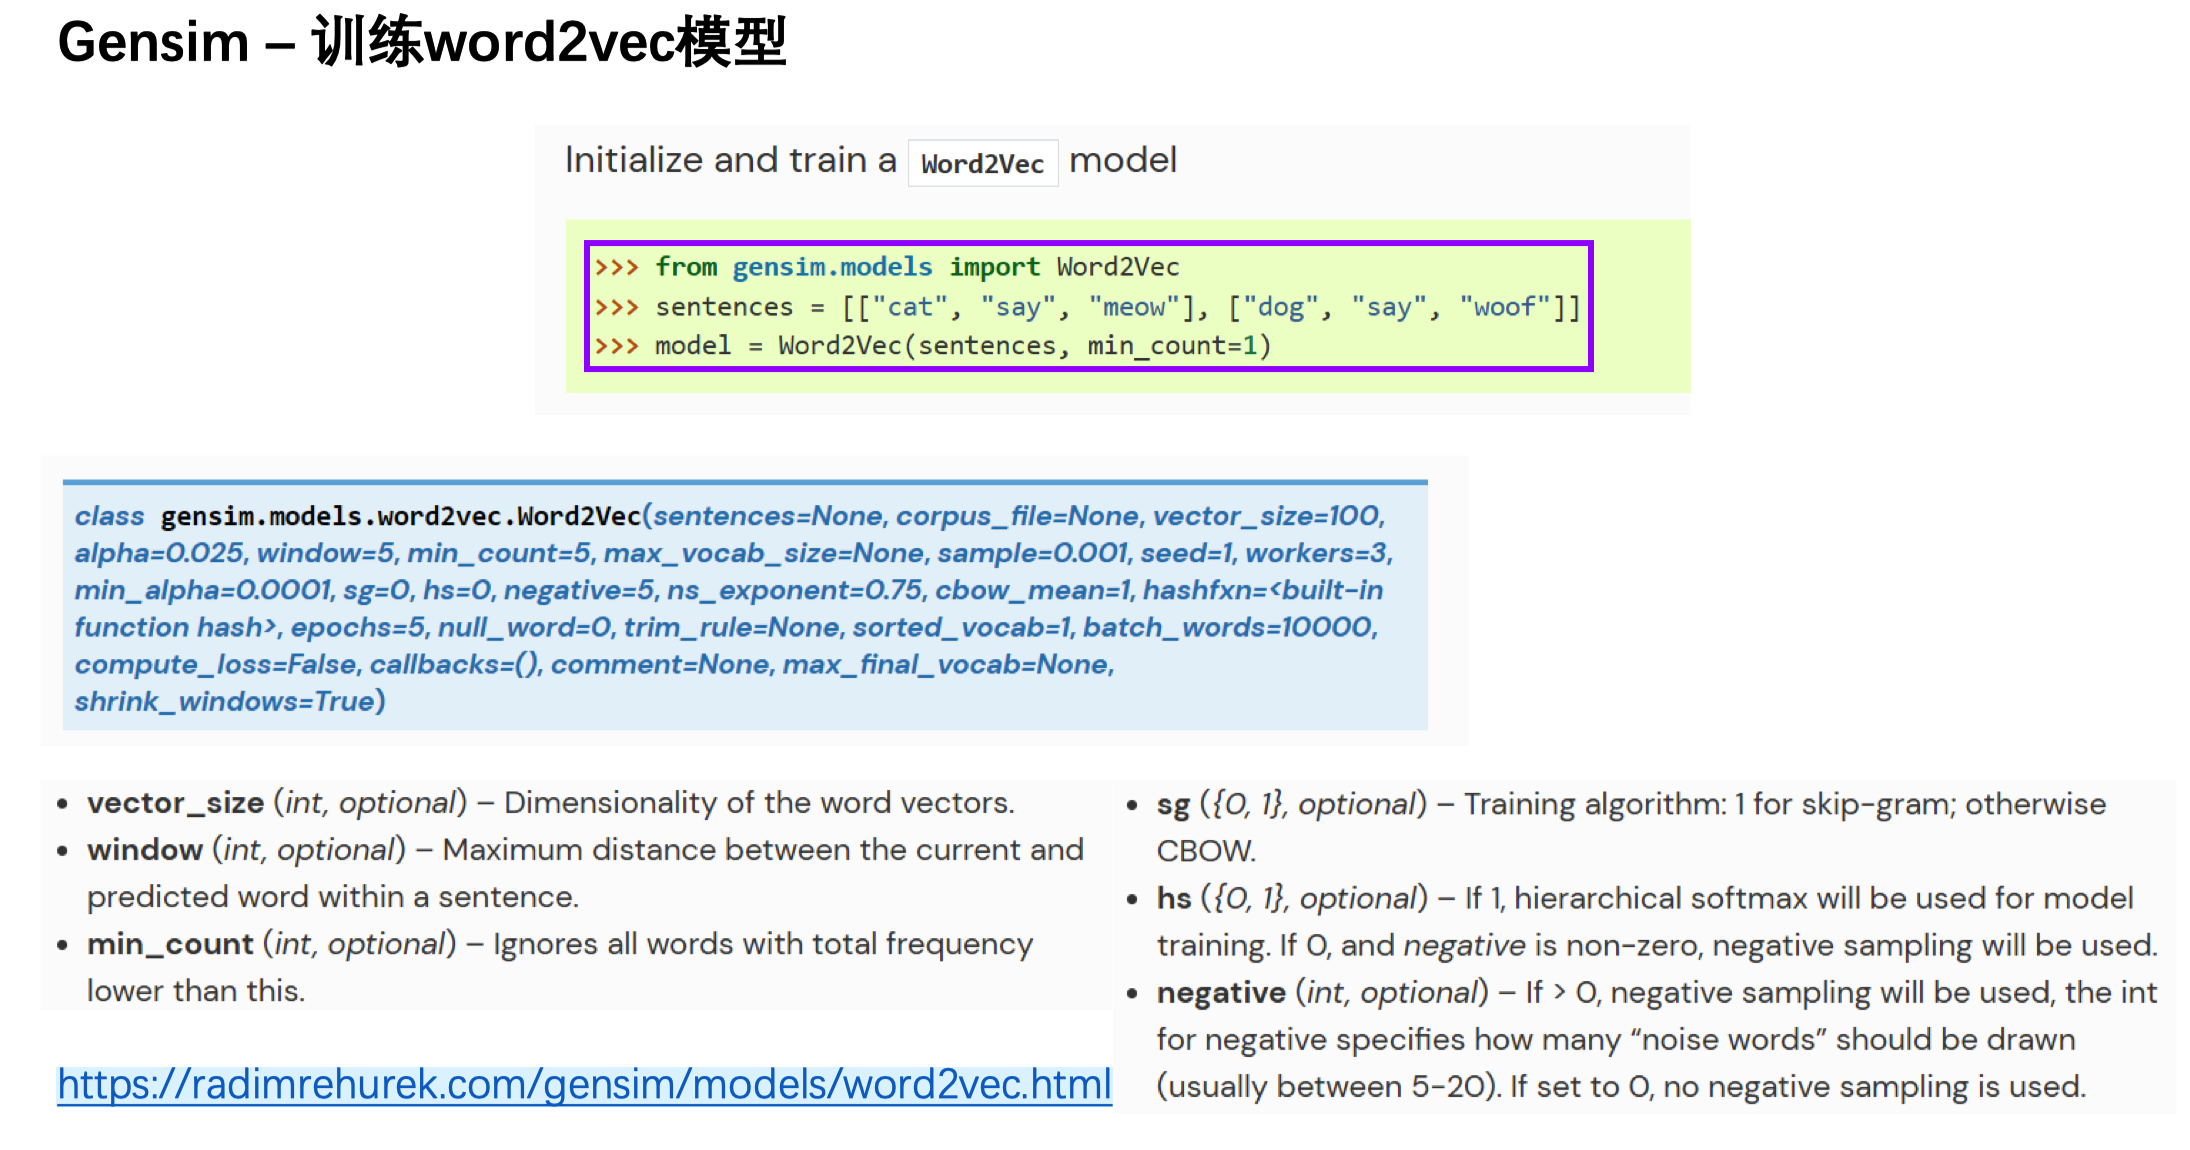 Gensim – 训练word2vec模型
Initialize and train a Word2Vec model
>>> from gensim.models import Word2Vec
>>> sentences = [["cat", "say", "meow"], ["dog", "say", "woof"]]
>>> model = Word2Vec(sentences, min_count=1)
class gensim.models.word2vec.Word2Vec(sentences=None, corpus_file=None, vector_size=100,
alpha=0.025, window=5, min_count=5, max_vocab_size=None, sample=0.001, seed=1, workers=3,
min_alpha=0.0001, sg=0, hs=0, negative=5, ns_exponent=0.75, cbow_mean=1, hashfxn=<built-in
function hash>, epochs=5, null_word=0, trim_rule=None, sorted_vocab=1, batch_words=10000,
compute_loss=False, callbacks=(), comment=None, max_final_vocab=None,
shrink_windows=True)
• vector_size (int, optional) – Dimensionality of the word vectors.
• window (int, optional) – Maximum distance between the current and
predicted word within a sentence.
• min_count (int, optional) – Ignores all words with total frequency
lower than this.
• sg ({0, 1}, optional) – Training algorithm: 1 for skip-gram; otherwise
CBOW.
• hs ({0, 1}, optional) – If 1, hierarchical softmax will be used for model
training. If 0, and negative is non-zero, negative sampling will be used.
• negative (int, optional) – If > 0, negative sampling will be used, the int
for negative specifies how many “noise words” should be drawn
(usually between 5-20). If set to 0, no negative sampling is used.
https://radimrehurek.com/gensim/models/word2vec.html